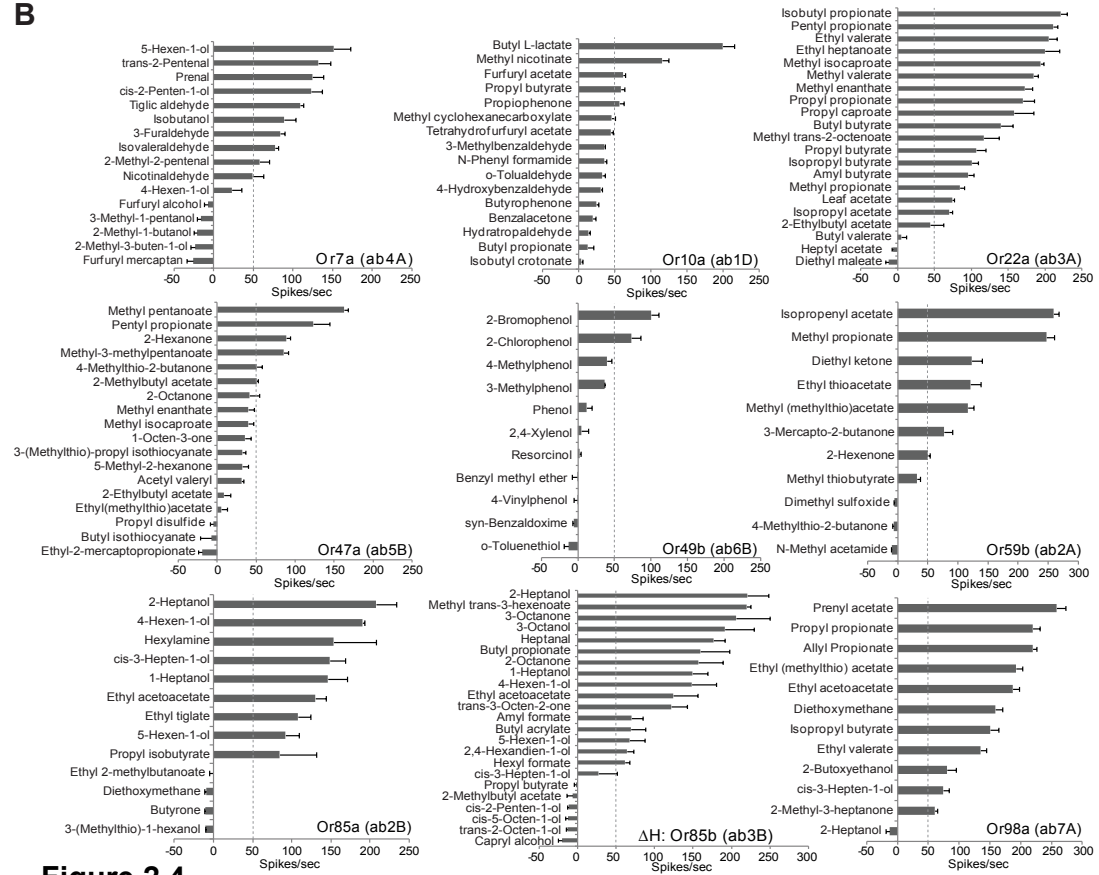 B
5-Hexen-1-ol
trans-2-Pentenal
Prenal
cis-2-Penten-1-ol
Tiglic aldehyde
Isobutanol
3-Furaldehyde
Isovaleraldehyde
2-Methyl-2-pentenal
Nicotinaldehyde
4-Hexen-1-ol
Furfuryl alcohol
3-Methyl-1-pentanol
2-Methyl-1-butanol
2-Methyl-3-buten-1-ol
Furfuryl mercaptan
Or7a (ab4A)
-50 0 50 100 150 200 250
Spikes/sec
Butyl L-lactate
Methyl nicotinate
Furfuryl acetate
Propyl butyrate
Propiophenone
Methyl cyclohexanecarboxylate
Tetrahydrofurfuryl acetate
3-Methylbenzaldehyde
N-Phenyl formamide
o-Tolualdehyde
4-Hydroxybenzaldehyde
Butyrophenone
Benzalacetone
Hydratropaldehyde
Butyl propionate
Isobutyl crotonate
Or10a (ab1D)
-50 0 50 100 150 200 250
Spikes/sec
Isobutyl propionate
Pentyl propionate
Ethyl valerate
Ethyl heptanoate
Methyl isocaproate
Methyl valerate
Methyl enanthate
Propyl propionate
Propyl caproate
Butyl butyrate
Methyl trans-2-octenoate
Propyl butyrate
Isopropyl butyrate
Amyl butyrate
Methyl propionate
Leaf acetate
Isopropyl acetate
2-Ethylbutyl acetate
Butyl valerate
Heptyl acetate
Diethyl maleate
Or22a (ab3A)
-50 0 50 100 150 200 250
Spikes/sec
Methyl pentanoate
Pentyl propionate
2-Hexanone
Methyl-3-methylpentanoate
4-Methylthio-2-butanone
2-Methylbutyl acetate
2-Octanone
Methyl enanthate
Methyl isocaproate
1-Octen-3-one
3-(Methylthio)-propyl isothiocyanate
5-Methyl-2-hexanone
Acetyl valeryl
2-Ethylbutyl acetate
Ethyl(methylthio)acetate
Propyl disulfide
Butyl isothiocyanate
Ethyl-2-mercaptopropionate
Or47a (ab5B)
-50 0 50 100 150 200 250
Spikes/sec
2-Bromophenol
2-Chlorophenol
4-Methylphenol
3-Methylphenol
Phenol
2,4-Xylenol
Resorcinol
Benzyl methyl ether
4-Vinylphenol
syn-Benzaldoxime
o-Toluenethiol
Or49b (ab6B)
-50 0 50 100 150 200 250
Spikes/sec
Isopropenyl acetate
Methyl propionate
Diethyl ketone
Ethyl thioacetate
Methyl (methylthio)acetate
3-Mercapto-2-butanone
2-Hexenone
Methyl thiobutyrate
Dimethyl sulfoxide
4-Methylthio-2-butanone
N-Methyl acetamide
Or59b (ab2A)
-50 0 50 100 150 200 250 300
Spikes/sec
2-Heptanol
4-Hexen-1-ol
Hexylamine
cis-3-Hepten-1-ol
1-Heptanol
Ethyl acetoacetate
Ethyl tiglate
5-Hexen-1-ol
Propyl isobutyrate
Ethyl 2-methylbutanoate
Diethoxymethane
Butyrone
3-(Methylthio)-1-hexanol
Or85a (ab2B)
-50 0 50 100 150 200 250
Spikes/sec
2-Heptanol
Methyl trans-3-hexenoate
3-Octanone
3-Octanol
Heptanal
Butyl propionate
2-Octanone
1-Heptanol
4-Hexen-1-ol
Ethyl acetoacetate
trans-3-Octen-2-one
Amyl formate
Butyl acrylate
5-Hexen-1-ol
2,4-Hexandien-1-ol
Hexyl formate
cis-3-Hepten-1-ol
Propyl butyrate
2-Methylbutyl acetate
cis-2-Penten-1-ol
cis-5-Octen-1-ol
trans-2-Octen-1-ol
Capryl alcohol
ΔH: Or85b (ab3B)
-50 0 50 100 150 200 250 300
Spikes/sec
Prenyl acetate
Propyl propionate
Allyl Propionate
Ethyl (methylthio) acetate
Ethyl acetoacetate
Diethoxymethane
Isopropyl butyrate
Ethyl valerate
2-Butoxyethanol
cis-3-Hepten-1-ol
2-Methyl-3-heptanone
2-Heptanol
Or98a (ab7A)
-50 0 50 100 150 200 250 300
Spikes/sec